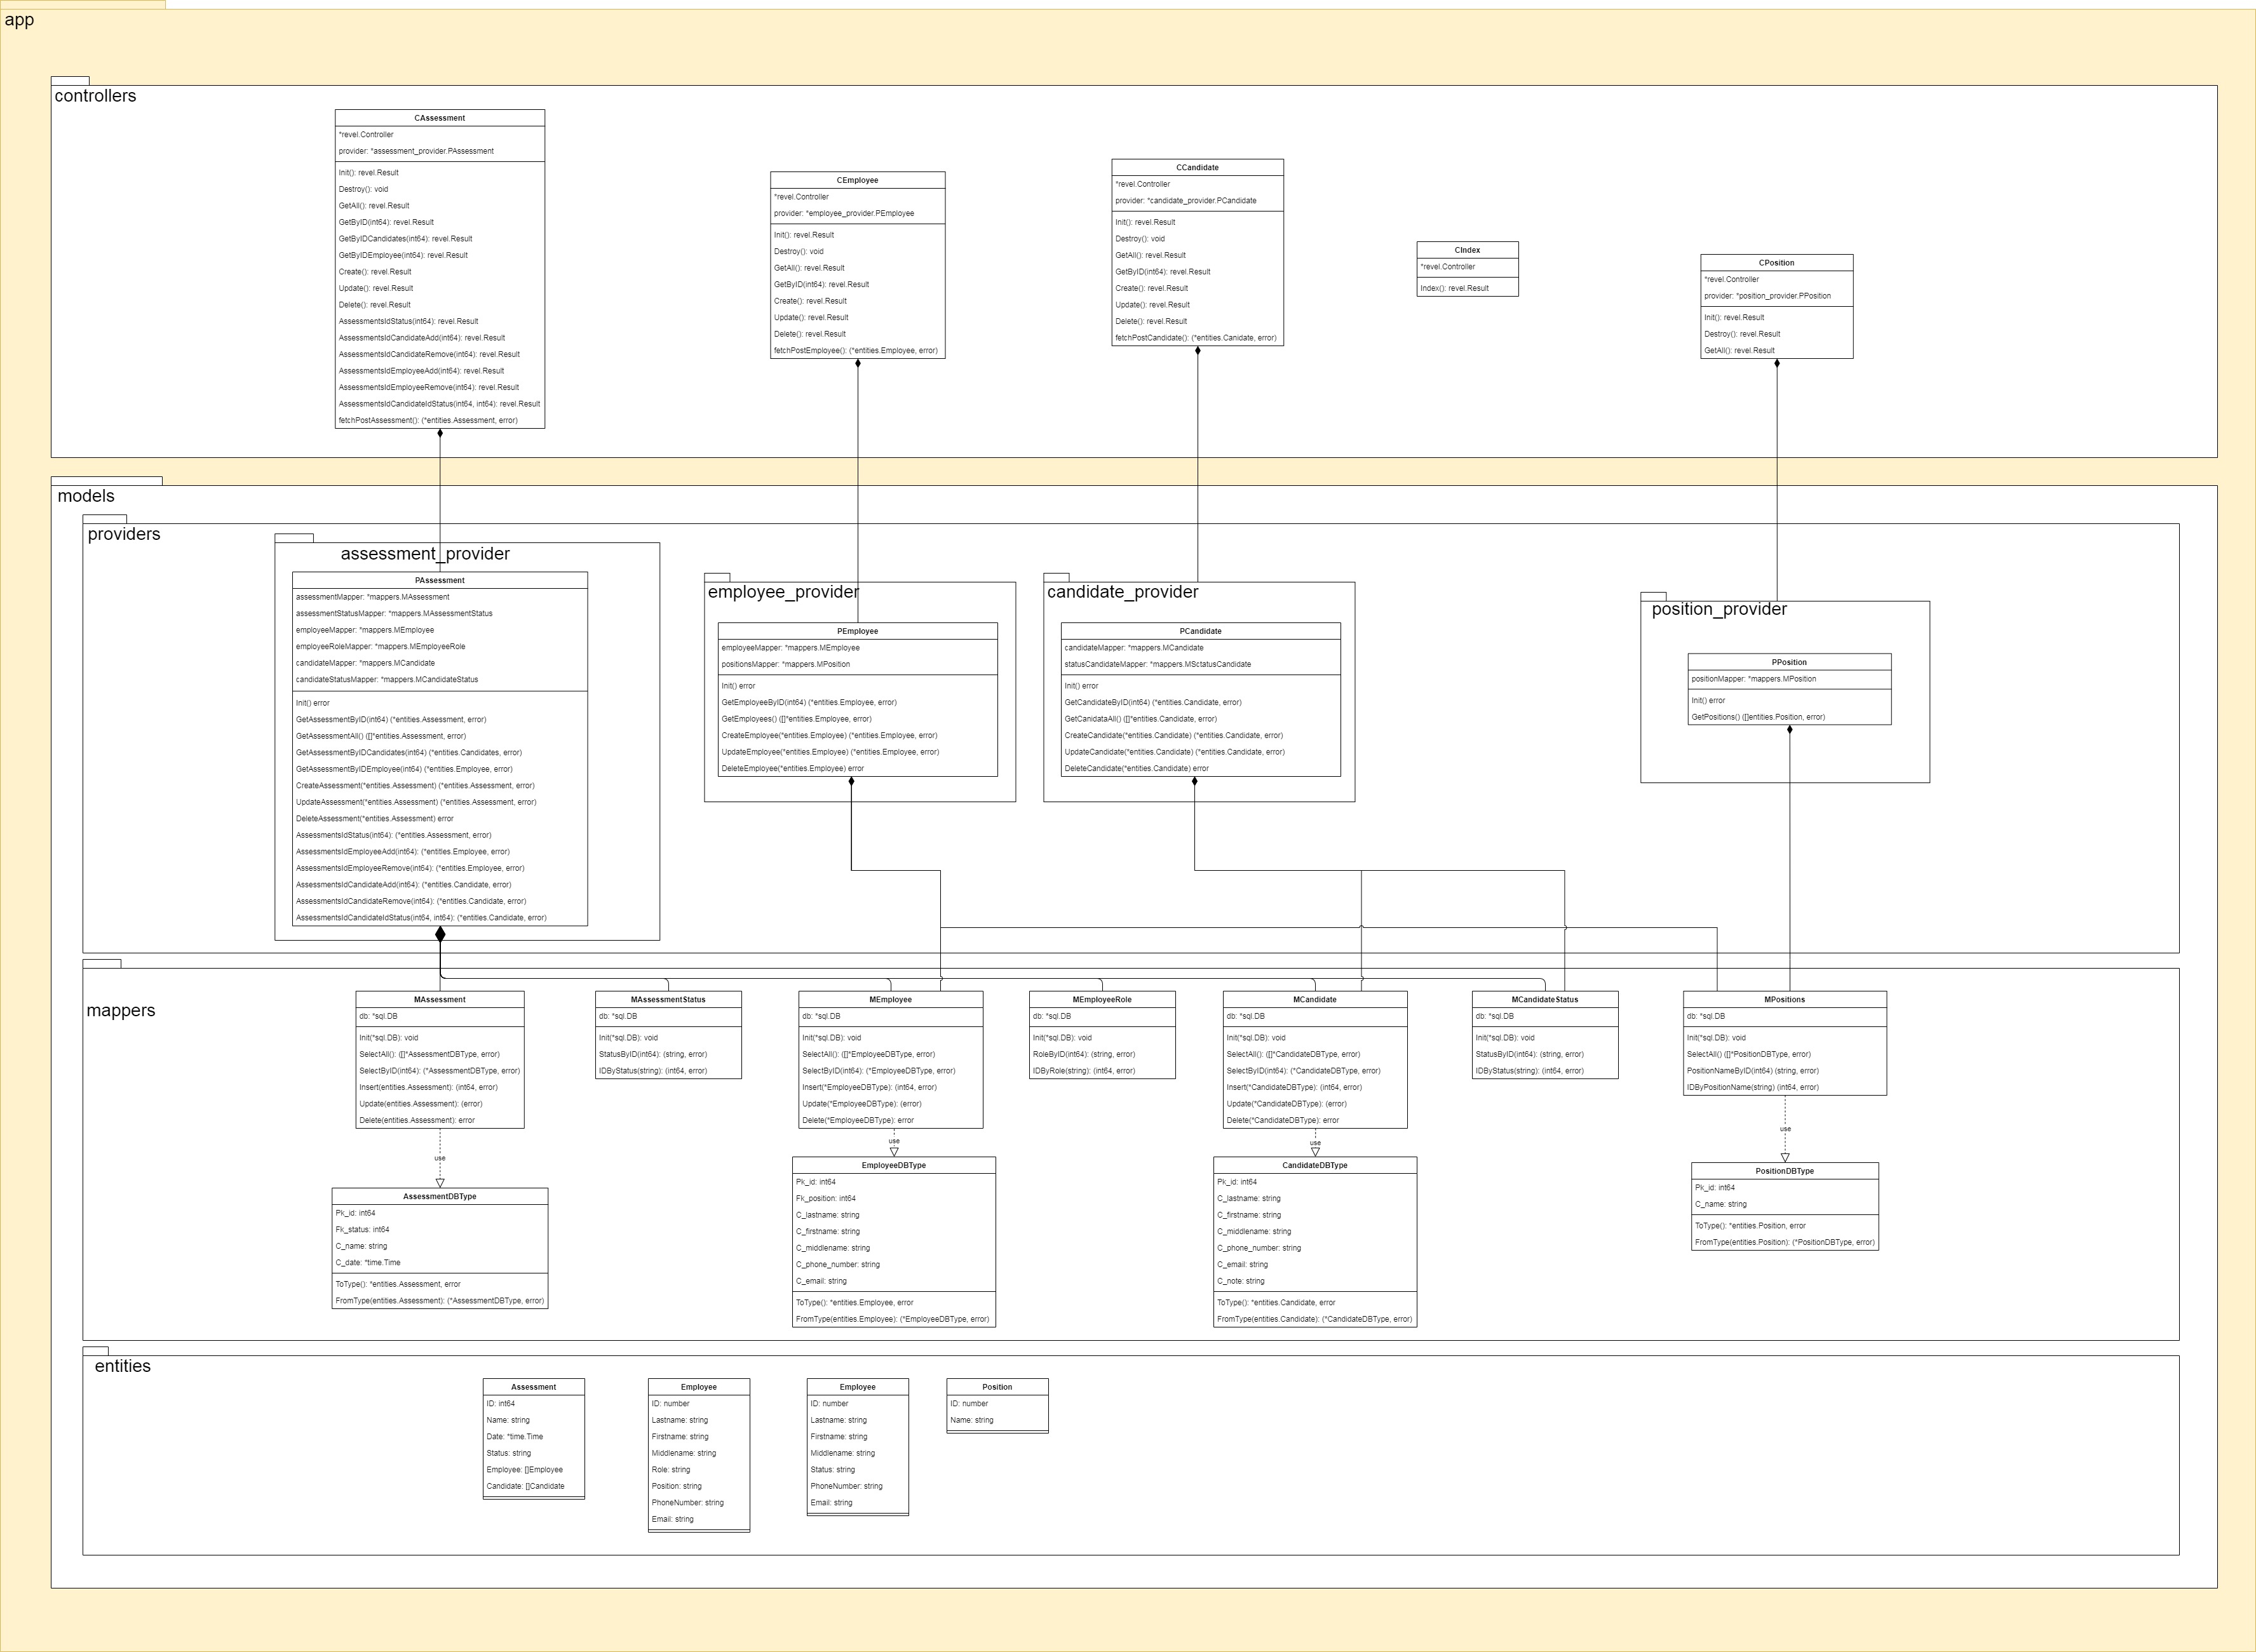 app
controllers
CAssessment
*revel.Controller
provider: *assessment_provider.PAssessment
Init(): revel.Result
Destroy(): void
GetAll(): revel.Result
GetByID(int64): revel.Result
GetByIDCandidates(int64): revel.Result
GetByIDEmployee(int64): revel.Result
Create(): revel.Result
Update(): revel.Result
Delete(): revel.Result
AssessmentsIdStatus(int64): revel.Result
AssessmentsIdCandidateAdd(int64): revel.Result
AssessmentsIdCandidateRemove(int64): revel.Result
AssessmentsIdEmployeeAdd(int64): revel.Result
AssessmentsIdEmployeeRemove(int64): revel.Result
AssessmentsIdCandidateIdStatus(int64, int64): revel.Result
fetchPostAssessment(): (*entities.Assessment, error)
CEmployee
*revel.Controller
provider: *employee_provider.PEmployee
Init(): revel.Result
Destroy(): void
GetAll(): revel.Result
GetByID(int64): revel.Result
Create(): revel.Result
Update(): revel.Result
Delete(): revel.Result
fetchPostEmployee(): (*entities.Employee, error)
CCandidate
*revel.Controller
provider: *candidate_provider.PCandidate
Init(): revel.Result
Destroy(): void
GetAll(): revel.Result
GetByID(int64): revel.Result
Create(): revel.Result
Update(): revel.Result
Delete(): revel.Result
fetchPostCandidate(): (*entities.Canidate, error)
CIndex
*revel.Controller
Index(): revel.Result
CPosition
*revel.Controller
provider: *position_provider.PPosition
Init(): revel.Result
Destroy(): revel.Result
GetAll(): revel.Result
models
providers
assessment_provider
PAssessment
assessmentMapper: *mappers.MAssessment
assessmentStatusMapper: *mappers.MAssessmentStatus
employeeMapper: *mappers.MEmployee
employeeRoleMapper: *mappers.MEmployeeRole
candidateMapper: *mappers.MCandidate
candidateStatusMapper: *mappers.MCandidateStatus
Init() error
GetAssessmentByID(int64) (*entities.Assessment, error)
GetAssessmentAll() ([]*entities.Assessment, error)
GetAssessmentByIDCandidates(int64) (*entities.Candidates, error)
GetAssessmentByIDEmployee(int64) (*entities.Employee, error)
CreateAssessment(*entities.Assessment) (*entities.Assessment, error)
UpdateAssessment(*entities.Assessment) (*entities.Assessment, error)
DeleteAssessment(*entities.Assessment) error
AssessmentsIdStatus(int64): (*entities.Assessment, error)
AssessmentsIdEmployeeAdd(int64): (*entities.Employee, error)
AssessmentsIdEmployeeRemove(int64): (*entities.Employee, error)
AssessmentsIdCandidateAdd(int64): (*entities.Candidate, error)
AssessmentsIdCandidateRemove(int64): (*entities.Candidate, error)
AssessmentsIdCandidateIdStatus(int64, int64): (*entities.Candidate, error)
employee_provider
PEmployee
employeeMapper: *mappers.MEmployee
positionsMapper: *mappers.MPosition
Init() error
GetEmployeeByID(int64) (*entities.Employee, error)
GetEmployees() ([]*entities.Employee, error)
CreateEmployee(*entities.Employee) (*entities.Employee, error)
UpdateEmployee(*entities.Employee) (*entities.Employee, error)
DeleteEmployee(*entities.Employee) error
candidate_provider
PCandidate
candidateMapper: *mappers.MCandidate
statusCandidateMapper: *mappers.MSctatusCandidate
Init() error
GetCandidateByID(int64) (*entities.Candidate, error)
GetCanidataAll() ([]*entities.Candidate, error)
CreateCandidate(*entities.Candidate) (*entities.Candidate, error)
UpdateCandidate(*entities.Candidate) (*entities.Candidate, error)
DeleteCandidate(*entities.Candidate) error
position_provider
PPosition
positionMapper: *mappers.MPosition
Init() error
GetPositions() ([]entities.Position, error)
mappers
MAssessment
db: *sql.DB
Init(*sql.DB): void
SelectAll(): ([]*AssessmentDBType, error)
SelectByID(int64): (*AssessmentDBType, error)
Insert(entities.Assessment): (int64, error)
Update(entities.Assessment): (error)
Delete(entities.Assessment): error
MAssessmentStatus
db: *sql.DB
Init(*sql.DB): void
StatusByID(int64): (string, error)
IDByStatus(string): (int64, error)
MEmployee
db: *sql.DB
Init(*sql.DB): void
SelectAll(): ([]*EmployeeDBType, error)
SelectByID(int64): (*EmployeeDBType, error)
Insert(*EmployeeDBType): (int64, error)
Update(*EmployeeDBType): (error)
Delete(*EmployeeDBType): error
MEmployeeRole
db: *sql.DB
Init(*sql.DB): void
RoleByID(int64): (string, error)
IDByRole(string): (int64, error)
MCandidate
db: *sql.DB
Init(*sql.DB): void
SelectAll(): ([]*CandidateDBType, error)
SelectByID(int64): (*CandidateDBType, error)
Insert(*CandidateDBType): (int64, error)
Update(*CandidateDBType): (error)
Delete(*CandidateDBType): error
MCandidateStatus
db: *sql.DB
Init(*sql.DB): void
StatusByID(int64): (string, error)
IDByStatus(string): (int64, error)
MPositions
db: *sql.DB
Init(*sql.DB): void
SelectAll() ([]*PositionDBType, error)
PositionNameByID(int64) (string, error)
IDByPositionName(string) (int64, error)
use
use
use
use
AssessmentDBType
Pk_id: int64
Fk_status: int64
C_name: string
C_date: *time.Time
ToType(): *entities.Assessment, error
FromType(entities.Assessment): (*AssessmentDBType, error)
EmployeeDBType
Pk_id: int64
Fk_position: int64
C_lastname: string
C_firstname: string
C_middlename: string
C_phone_number: string
C_email: string
ToType(): *entities.Employee, error
FromType(entities.Employee): (*EmployeeDBType, error)
CandidateDBType
Pk_id: int64
C_lastname: string
C_firstname: string
C_middlename: string
C_phone_number: string
C_email: string
C_note: string
ToType(): *entities.Candidate, error
FromType(entities.Candidate): (*CandidateDBType, error)
PositionDBType
Pk_id: int64
C_name: string
ToType(): *entities.Position, error
FromType(entities.Position): (*PositionDBType, error)
entities
Assessment
ID: int64
Name: string
Date: *time.Time
Status: string
Employee: []Employee
Candidate: []Candidate
Employee
ID: number
Lastname: string
Firstname: string
Middlename: string
Role: string
Position: string
PhoneNumber: string
Email: string
Employee
ID: number
Lastname: string
Firstname: string
Middlename: string
Status: string
PhoneNumber: string
Email: string
Position
ID: number
Name: string